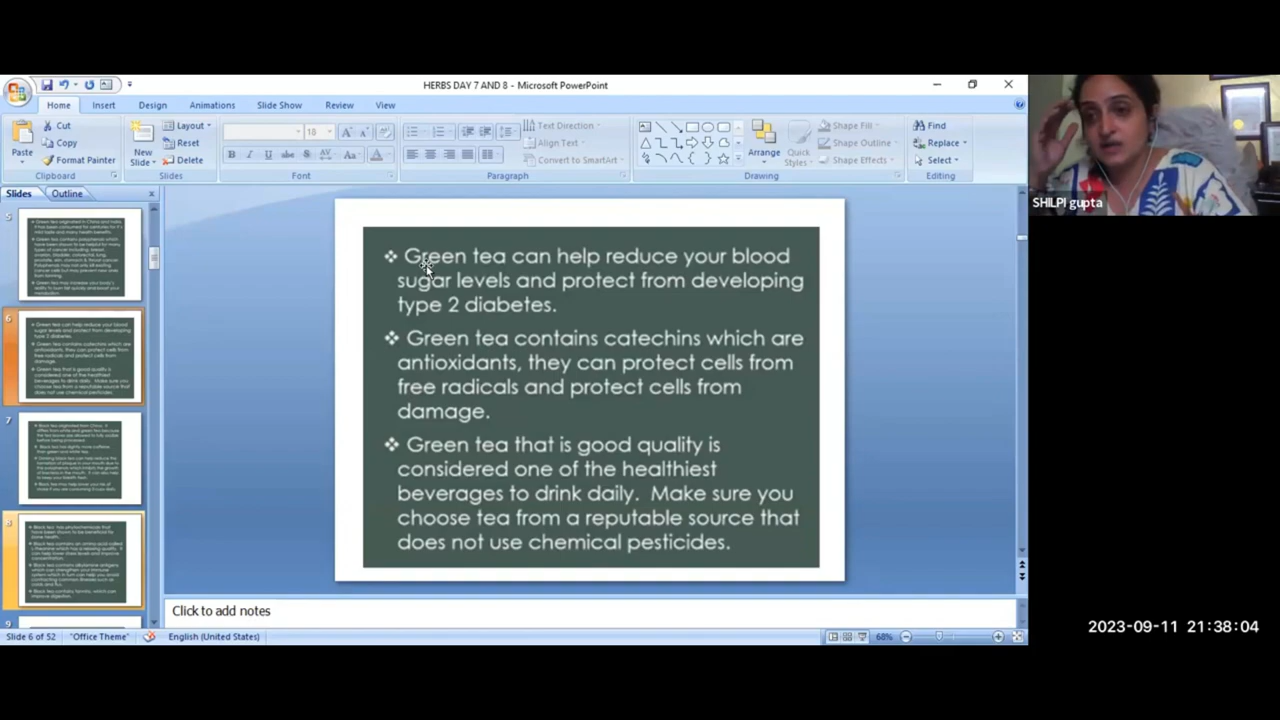 HERBS DAY 7 AND 8 - Microsoft PowerPoint
Home Insert Design Animations Slide Show Review View
Paste
Cut
Copy
Format Painter
Clipboard
New Slide
Layout
Reset
Delete
Slides
18
Font
Text Direction
Align Text
Convert to SmartArt
Paragraph
Arrange
Quick Styles
Shape Fill
Shape Outline
Shape Effects
Drawing
Find
Replace
Select
Editing
SHILPI gupta
Slides Outline
5
6
7
8
9
❖ Green tea can help reduce your blood
sugar levels and protect from developing
type 2 diabetes.
❖ Green tea contains catechins which are
antioxidants, they can protect cells from
free radicals and protect cells from
damage.
❖ Green tea that is good quality is
considered one of the healthiest
beverages to drink daily.  Make sure you
choose tea from a reputable source that
does not use chemical pesticides.
Click to add notes
Slide 6 of 52 "Office Theme" English (United States) 68%
2023-09-11 21:38:04